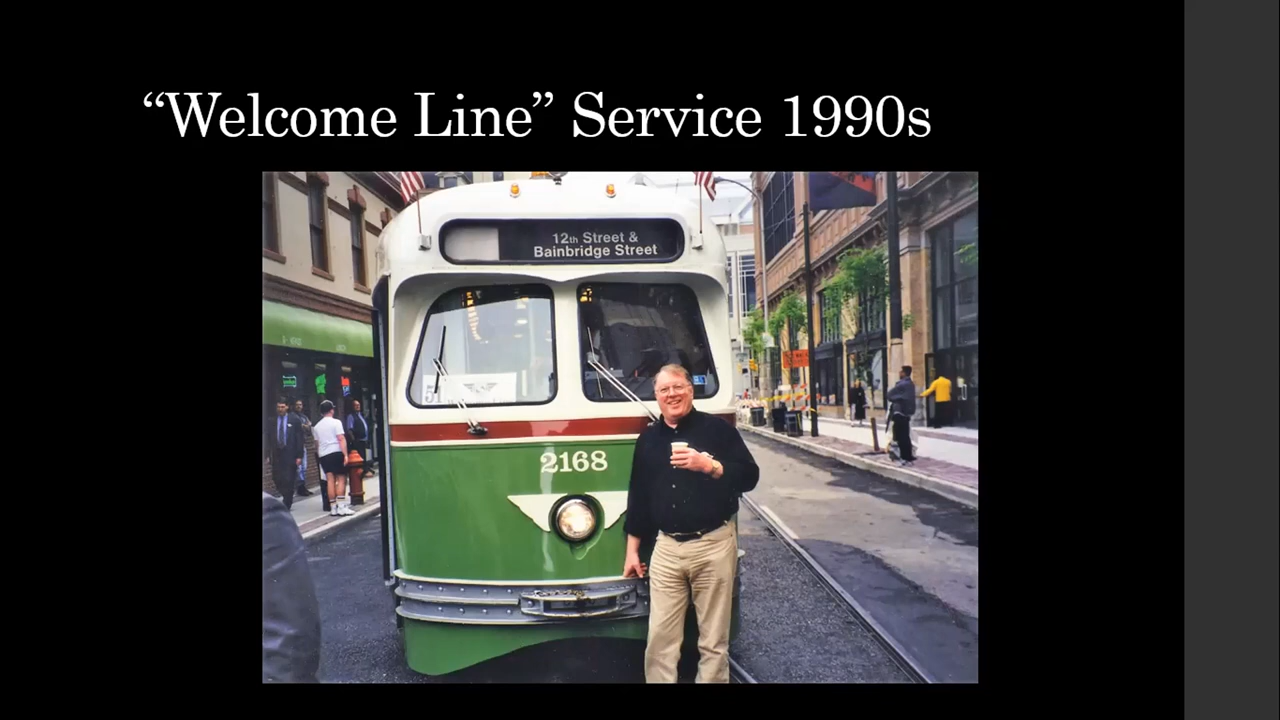 “Welcome Line” Service 1990s
12th Street &
Bainbridge Street
2168